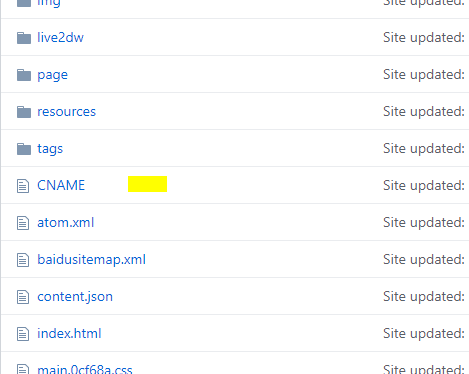 img Site updated:
live2dw Site updated:
page Site updated:
resources Site updated:
tags Site updated:
CNAME Site updated:
atom.xml Site updated:
baidusitemap.xml Site updated:
content.json Site updated:
index.html Site updated:
main.0cf68a.css Site updated: